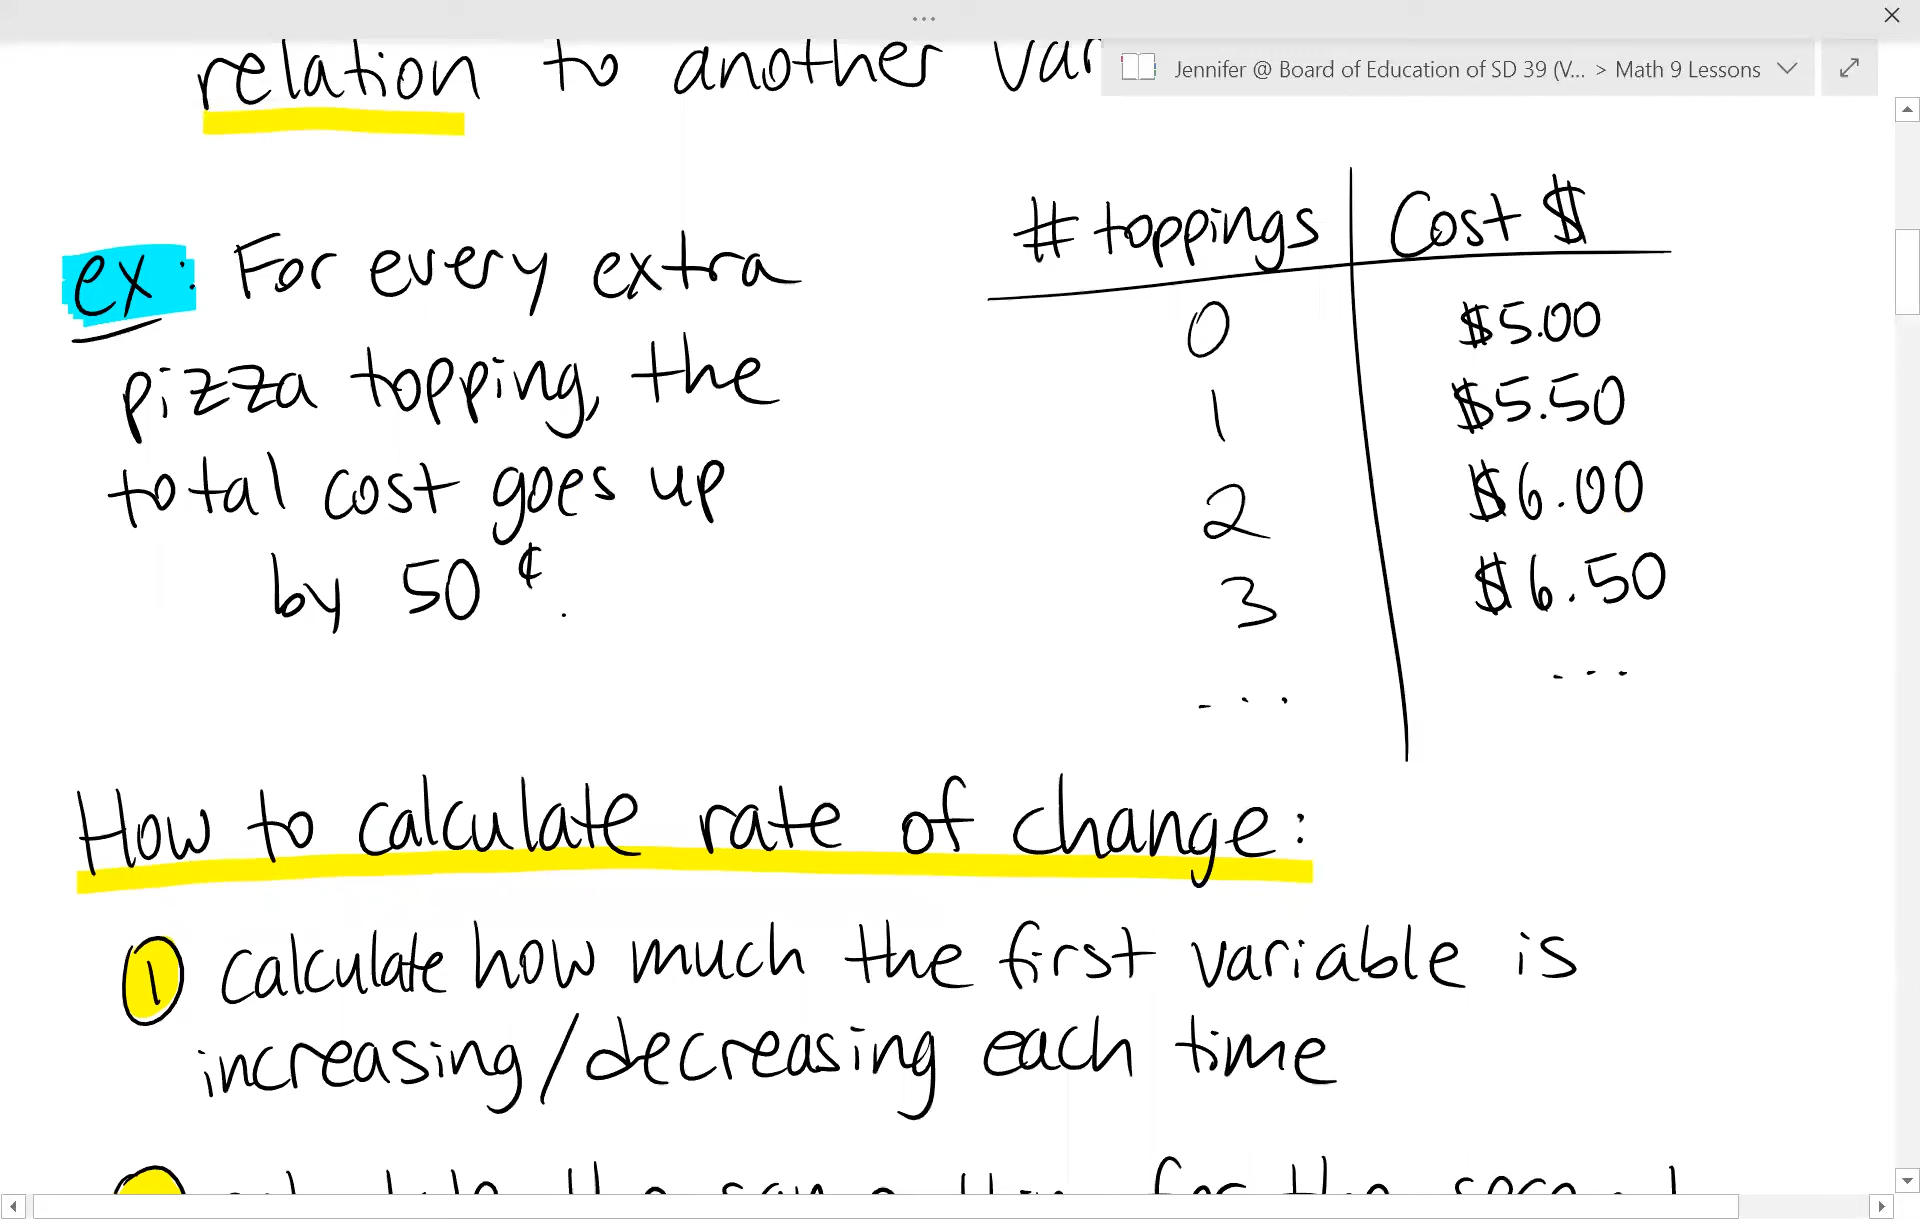 Jennifer @ Board of Education of SD 39 (V... > Math 9 Lessons
relation to another var
ex: For every extra
pizza topping, the
total cost goes up
by 50¢.
# toppings Cost $
0 $5.00
1 $5.50
2 $6.00
3 $6.50
... ...
How to calculate rate of change:
1 calculate how much the first variable is
increasing/decreasing each time